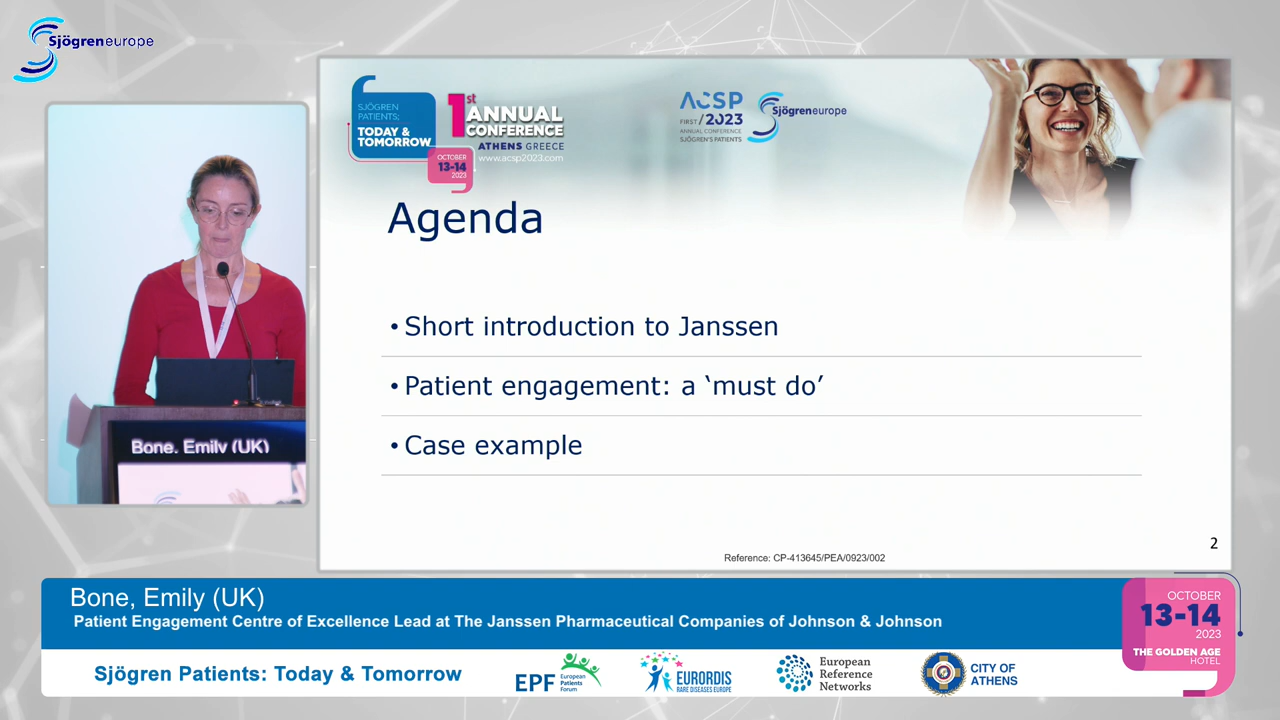 Sjögreneurope
SJÖGREN
PATIENTS:
TODAY &
TOMORROW
1st
ANNUAL
CONFERENCE
ATHENS GREECE
www.acsp2023.com
OCTOBER
13-14
2023
ACSP
FIRST / 2023
ANNUAL CONFERENCE
SJÖGREN'S PATIENTS
Sjögreneurope
Agenda
• Short introduction to Janssen
• Patient engagement: a ‘must do’
• Case example
2
Reference: CP-413645/PEA/0923/002
Bone, Emily (UK)
Bone, Emily (UK)
Patient Engagement Centre of Excellence Lead at The Janssen Pharmaceutical Companies of Johnson & Johnson
OCTOBER
13-14
2023
THE GOLDEN AGE
HOTEL
Sjögren Patients: Today & Tomorrow
EPF
European
Patients
Forum
EURORDIS
RARE DISEASES EUROPE
European
Reference
Networks
CITY OF
ATHENS